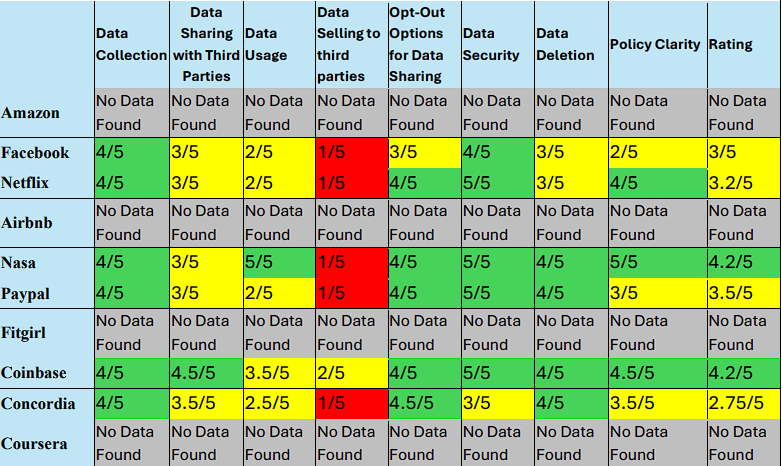 Data Collection | Data Sharing with Third Parties | Data Usage | Data Selling to third parties | Opt-Out Options for Data Sharing | Data Security | Data Deletion | Policy Clarity | Rating
Amazon | No Data Found | No Data Found | No Data Found | No Data Found | No Data Found | No Data Found | No Data Found | No Data Found | No Data Found
Facebook | 4/5 | 3/5 | 2/5 | 1/5 | 3/5 | 4/5 | 3/5 | 2/5 | 3/5
Netflix | 4/5 | 3/5 | 2/5 | 1/5 | 4/5 | 5/5 | 3/5 | 4/5 | 3.2/5
Airbnb | No Data Found | No Data Found | No Data Found | No Data Found | No Data Found | No Data Found | No Data Found | No Data Found | No Data Found
Nasa | 4/5 | 3/5 | 5/5 | 1/5 | 4/5 | 5/5 | 4/5 | 5/5 | 4.2/5
Paypal | 4/5 | 3/5 | 2/5 | 1/5 | 4/5 | 5/5 | 4/5 | 3/5 | 3.5/5
Fitgirl | No Data Found | No Data Found | No Data Found | No Data Found | No Data Found | No Data Found | No Data Found | No Data Found | No Data Found
Coinbase | 4/5 | 4.5/5 | 3.5/5 | 2/5 | 4/5 | 5/5 | 4/5 | 4.5/5 | 4.2/5
Concordia | 4/5 | 3.5/5 | 2.5/5 | 1/5 | 4.5/5 | 3/5 | 4/5 | 3.5/5 | 2.75/5
Coursera | No Data Found | No Data Found | No Data Found | No Data Found | No Data Found | No Data Found | No Data Found | No Data Found | No Data Found